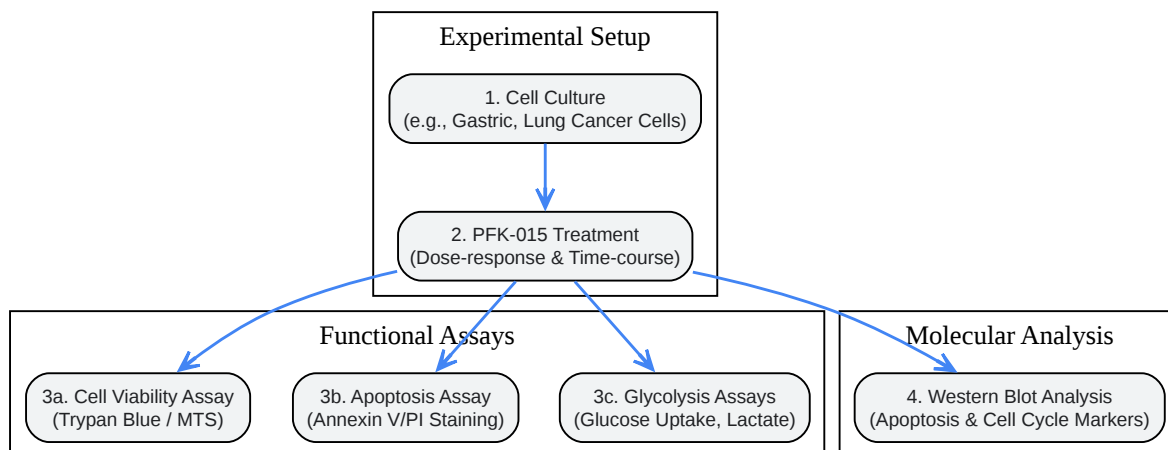 Experimental Setup
1. Cell Culture
(e.g., Gastric, Lung Cancer Cells)
2. PFK-015 Treatment
(Dose-response & Time-course)
Functional Assays
3a. Cell Viability Assay
(Trypan Blue / MTS)
3b. Apoptosis Assay
(Annexin V/PI Staining)
3c. Glycolysis Assays
(Glucose Uptake, Lactate)
Molecular Analysis
4. Western Blot Analysis
(Apoptosis & Cell Cycle Markers)